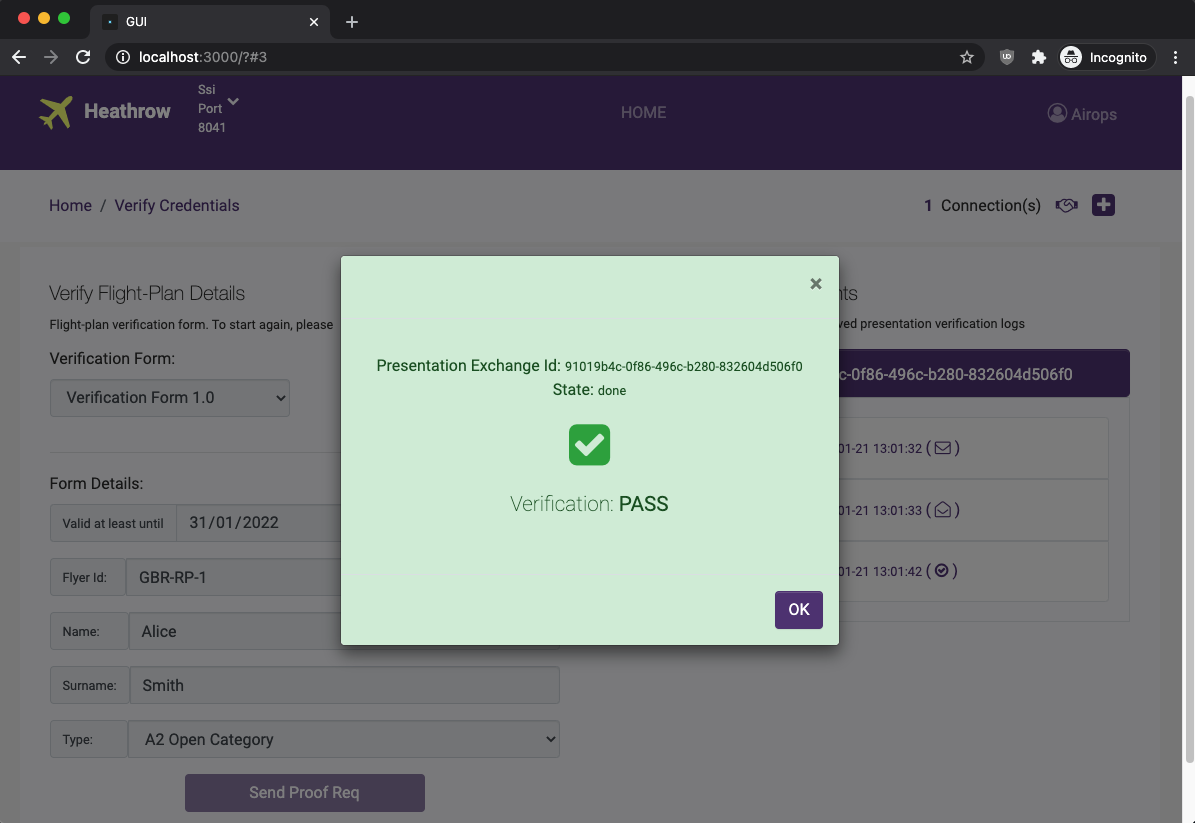 GUI
localhost:3000/?#3
Incognito
Heathrow
Ssi
Port
8041
HOME
Airops
Home / Verify Credentials
1 Connection(s)
Verify Flight-Plan Details
Flight-plan verification form. To start again, please
Verification Form:
Verification Form 1.0
Form Details:
Valid at least until 31/01/2022
Flyer Id: GBR-RP-1
Name: Alice
Surname: Smith
Type: A2 Open Category
Send Proof Req
×
Presentation Exchange Id: 91019b4c-0f86-496c-b280-832604d506f0
State: done
Verification: PASS
OK
nts
ved presentation verification logs
c-0f86-496c-b280-832604d506f0
01-21 13:01:32 ( )
01-21 13:01:33 ( )
01-21 13:01:42 ( )